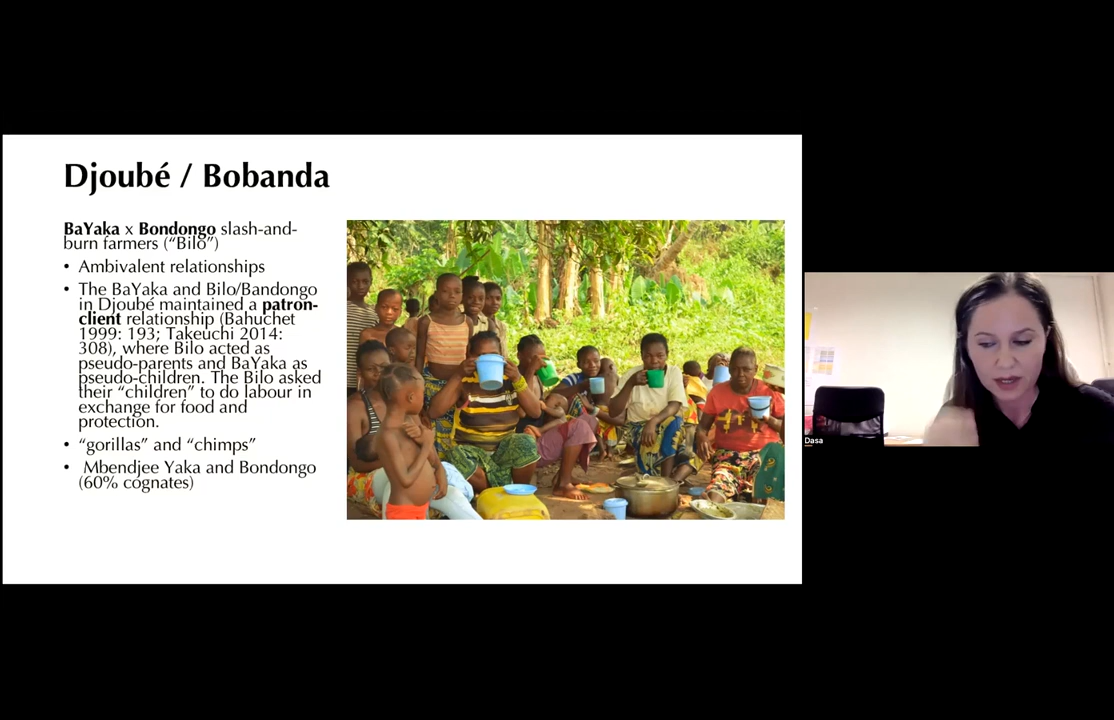 Djoubé / Bobanda
BaYaka x Bondongo slash-and-
burn farmers (“Bilo”)
• Ambivalent relationships
• The BaYaka and Bilo/Bandongo
in Djoubé maintained a patron-
client relationship (Bahuchet
1999: 193; Takeuchi 2014:
308), where Bilo acted as
pseudo-parents and BaYaka as
pseudo-children. The Bilo asked
their “children” to do labour in
exchange for food and
protection.
• “gorillas” and “chimps”
• Mbendjee Yaka and Bondongo
(60% cognates)
Dasa